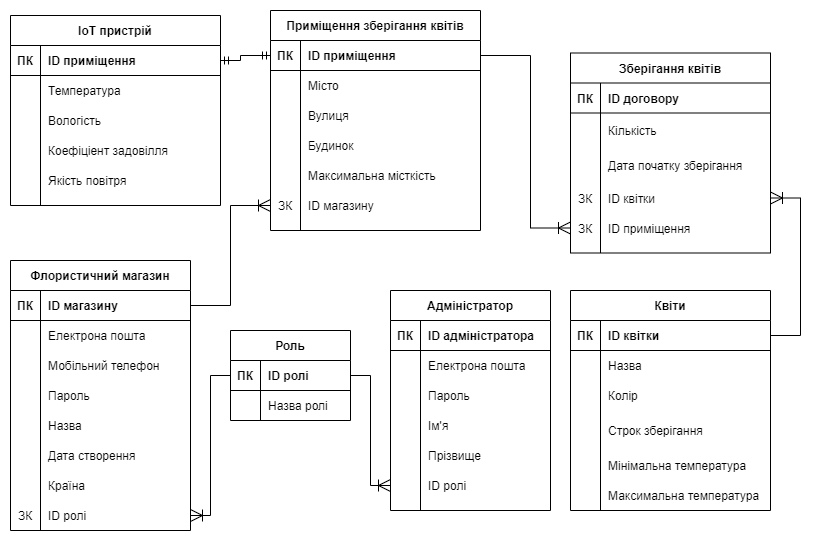 IoT пристрій
ПК ID приміщення
Температура
Вологість
Коефіцієнт задовілля
Якість повітря
Приміщення зберігання квітів
ПК ID приміщення
Місто
Вулиця
Будинок
Максимальна місткість
ЗК ID магазину
Зберігання квітів
ПК ID договору
Кількість
Дата початку зберігання
ЗК ID квітки
ЗК ID приміщення
Флористичний магазин
ПК ID магазину
Електрона пошта
Мобільний телефон
Пароль
Назва
Дата створення
Країна
ЗК ID ролі
Роль
ПК ID ролі
Назва ролі
Адміністратор
ПК ID адміністратора
Електрона пошта
Пароль
Ім'я
Прізвище
ID ролі
Квіти
ПК ID квітки
Назва
Колір
Строк зберігання
Мінімальна температура
Максимальна температура